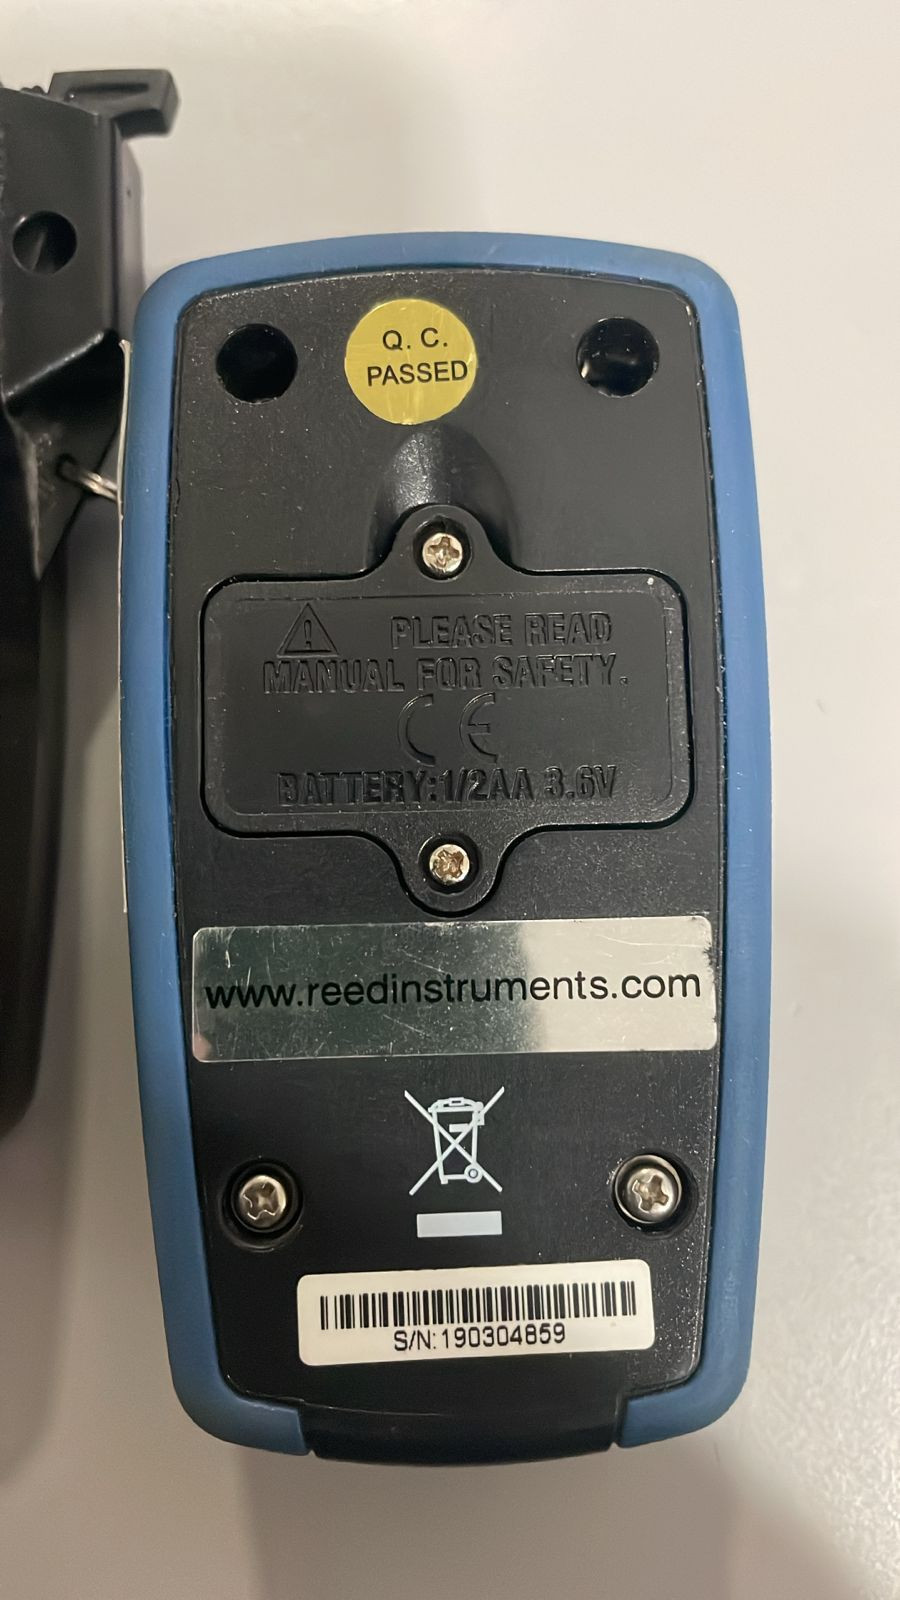 Q. C.
PASSED
PLEASE READ
MANUAL FOR SAFETY.
CE
BATTERY:1/2AA 3.6V
www.reedinstruments.com
S/N:190304859